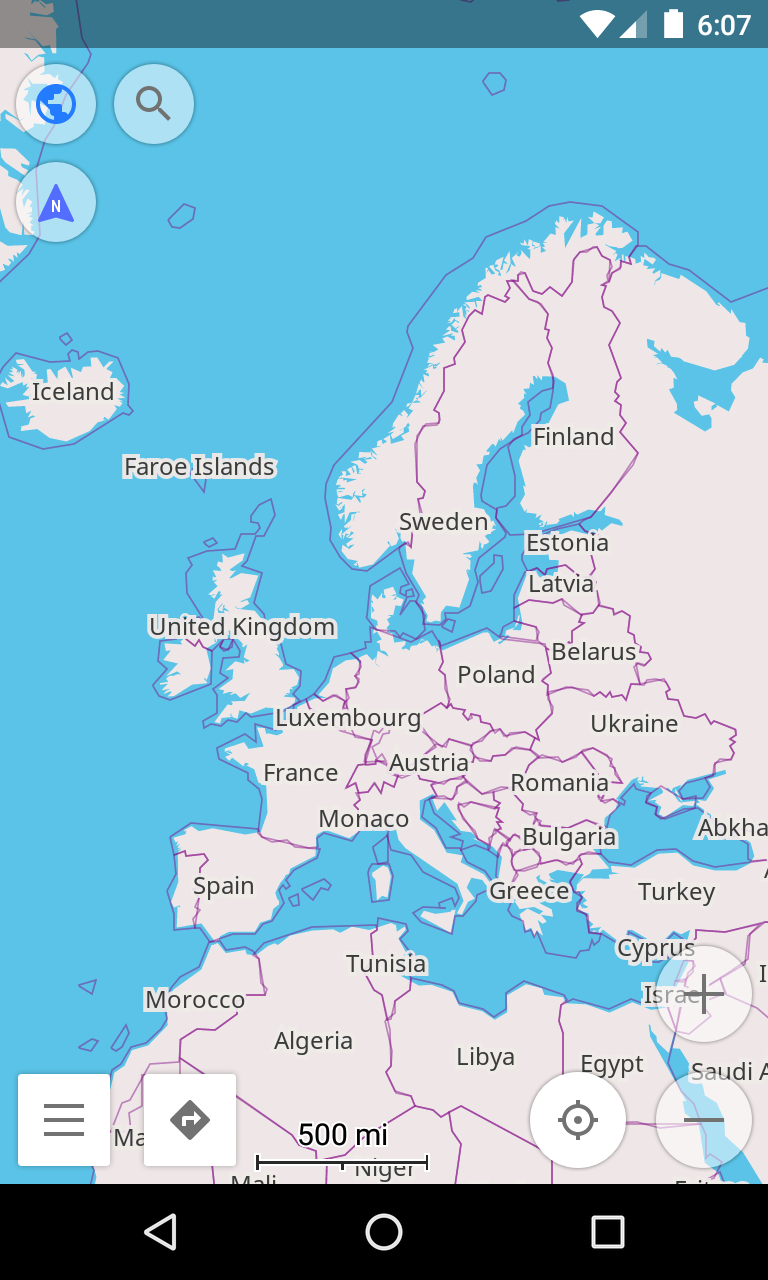 6:07
N
Iceland
Finland
Faroe Islands
Sweden
Estonia
Latvia
United Kingdom
Belarus
Poland
Luxembourg
Ukraine
Austria
France
Romania
Monaco
Abkha
Bulgaria
Spain
Greece
Turkey
Cyprus
Tunisia
Israe
Morocco
Algeria
Libya
Egypt
Saudi A
500 mi
Ma
Niger
Mali